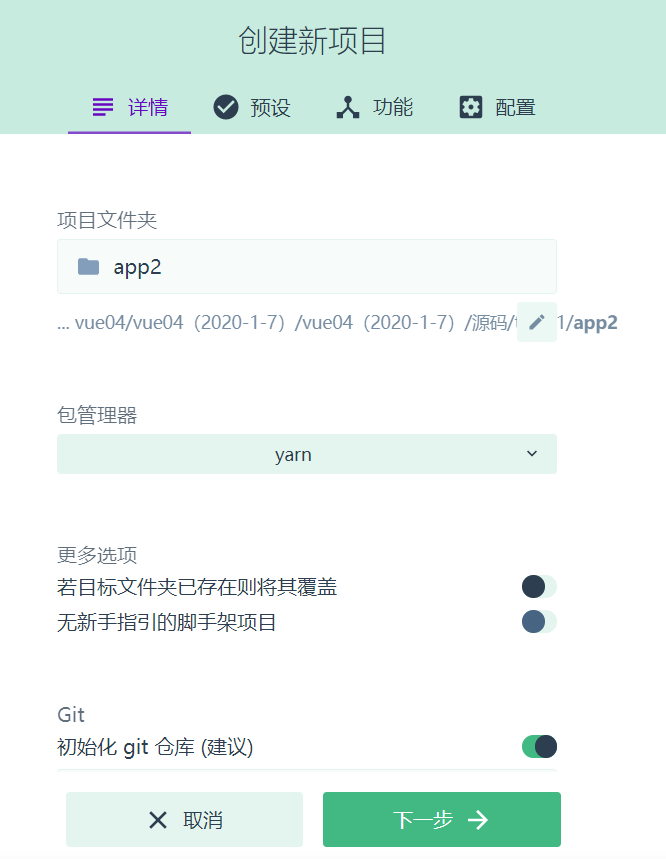 创建新项目
详情 预设 功能 配置
项目文件夹
app2
... vue04/vue04（2020-1-7）/vue04（2020-1-7）/源码/ 1/app2
包管理器
yarn
更多选项
若目标文件夹已存在则将其覆盖
无新手指引的脚手架项目
Git
初始化 git 仓库 (建议)
取消 下一步